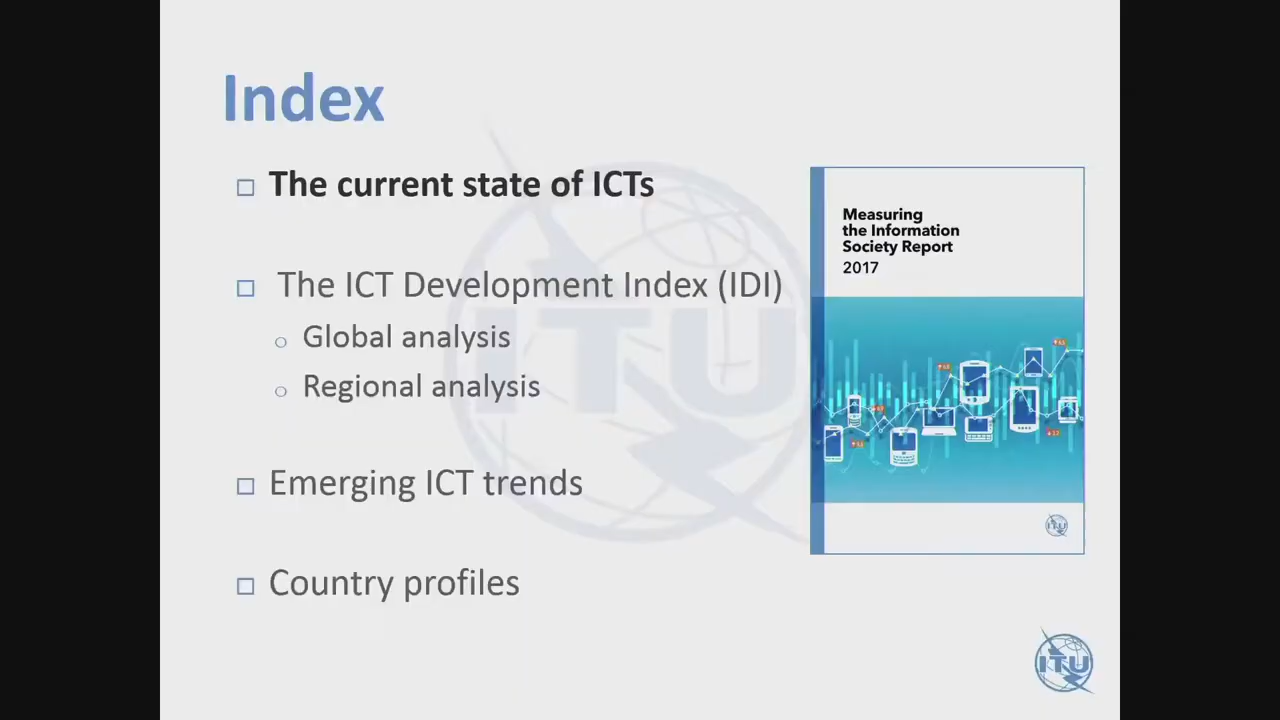 Index
The current state of ICTs
The ICT Development Index (IDI)
Global analysis
Regional analysis
Emerging ICT trends
Country profiles
Measuring
the Information
Society Report
2017
ITU
ITU